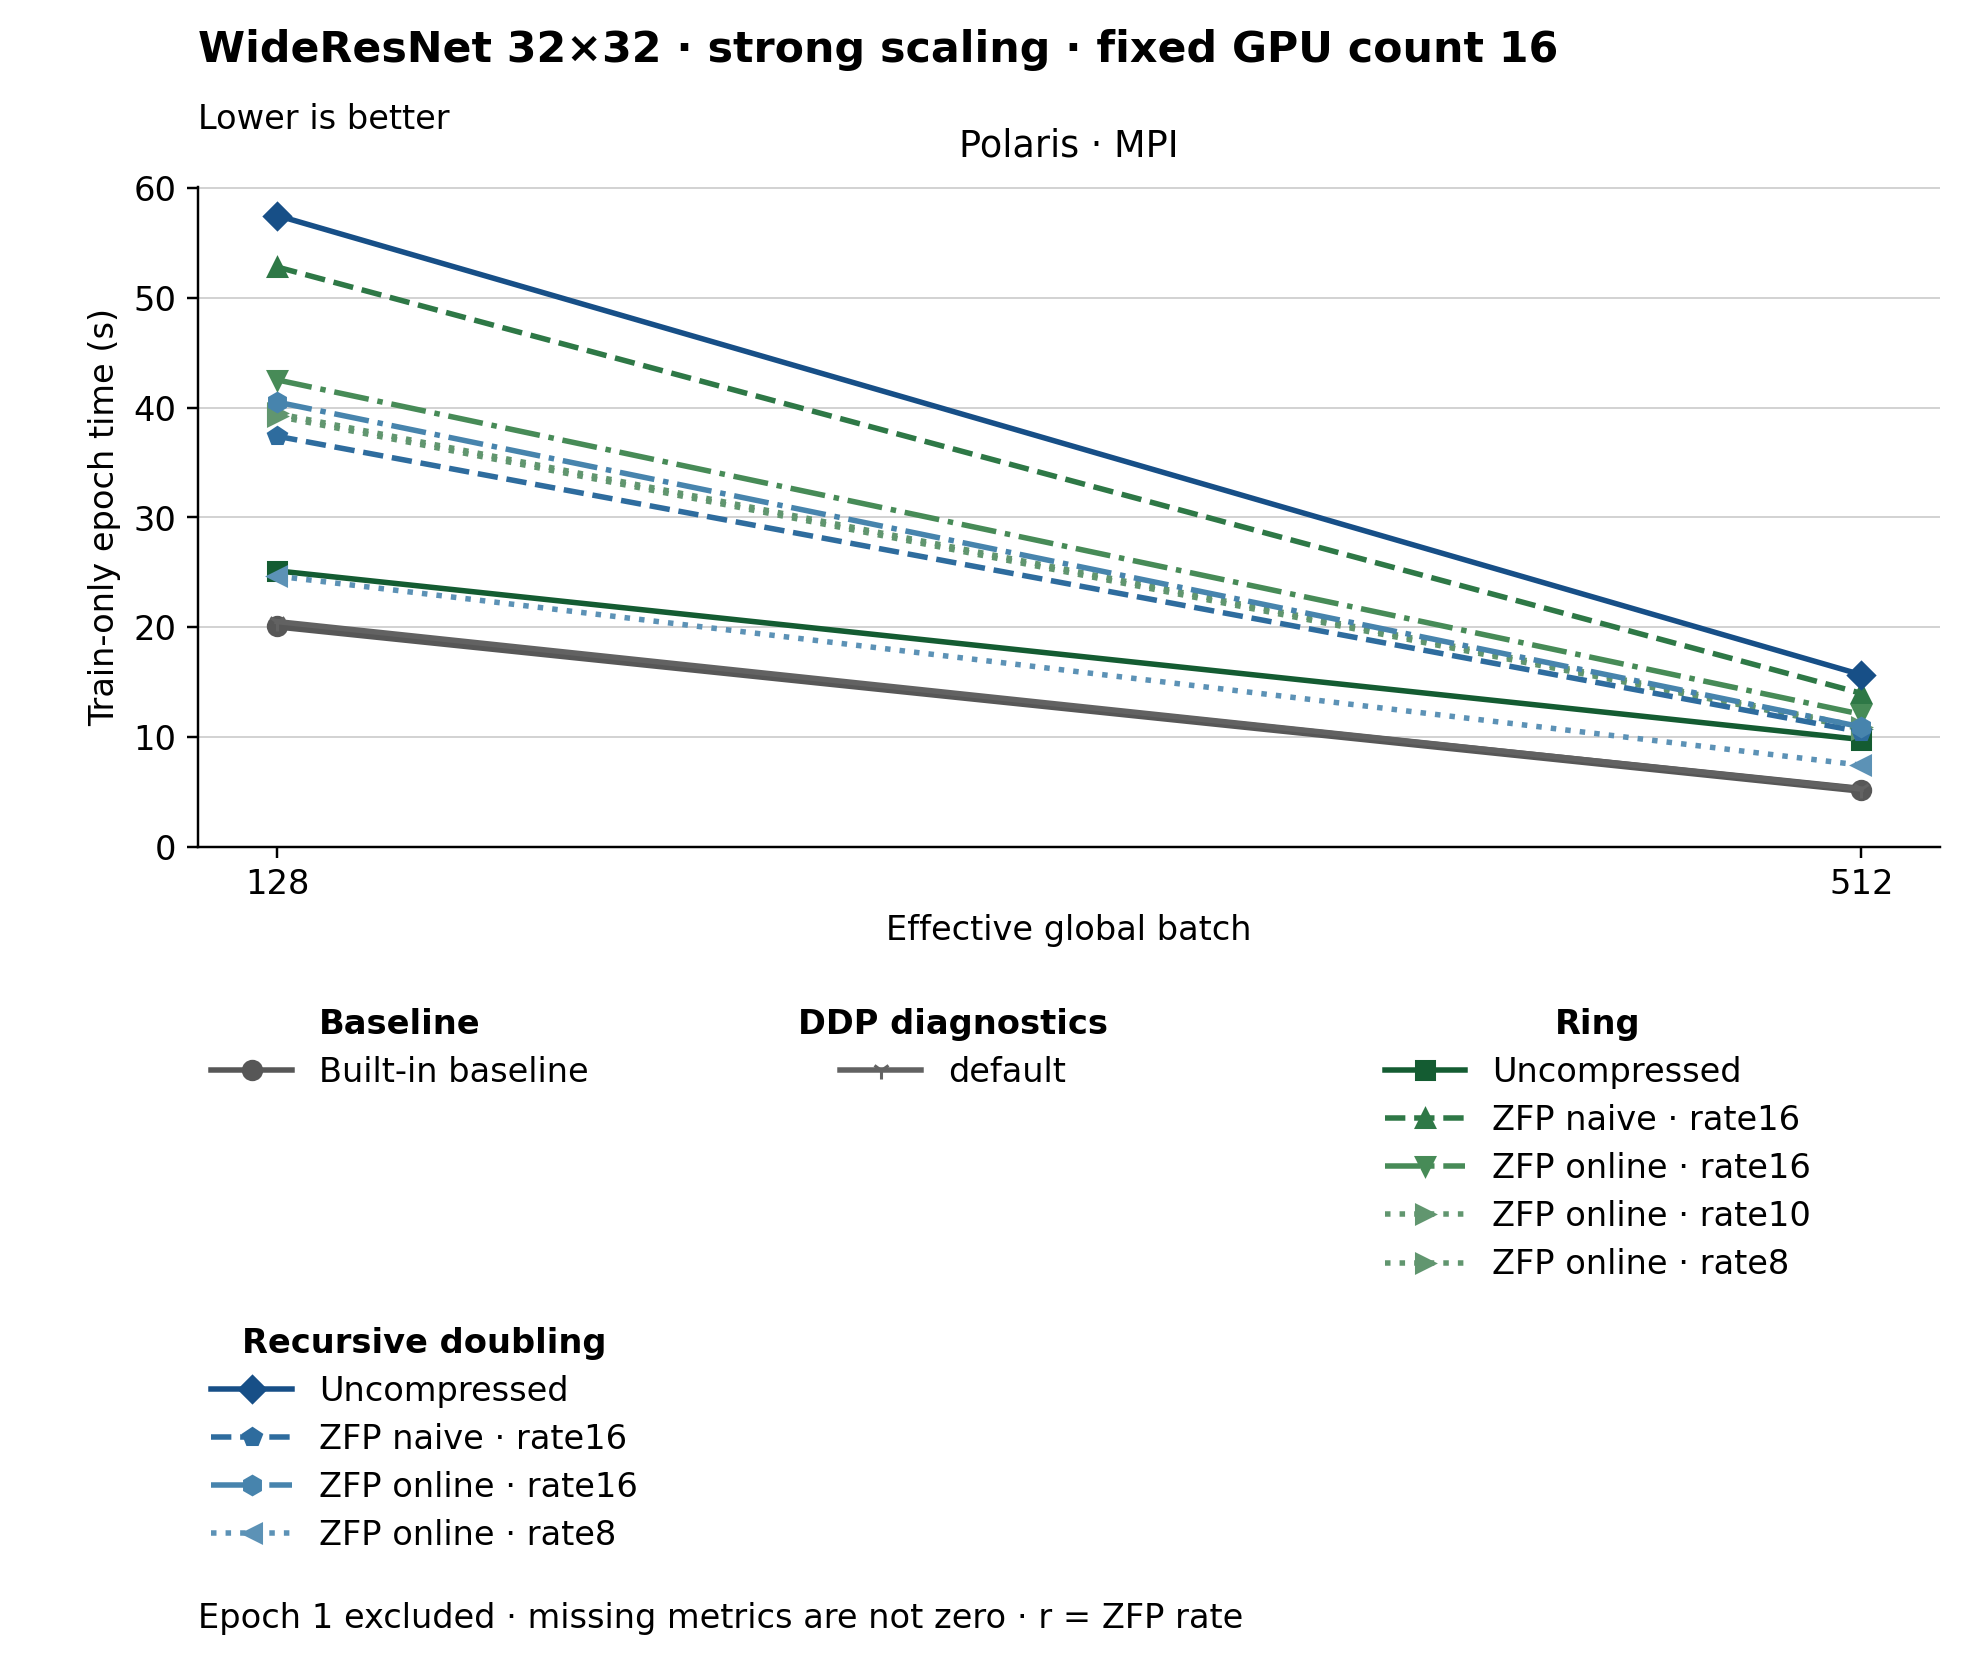 WideResNet 32×32 · strong scaling · fixed GPU count 16
Lower is better
Polaris · MPI
Train-only epoch time (s)
60
50
40
30
20
10
0
128
512
Effective global batch
Baseline
Built-in baseline
DDP diagnostics
default
Ring
Uncompressed
ZFP naive · rate16
ZFP online · rate16
ZFP online · rate10
ZFP online · rate8
Recursive doubling
Uncompressed
ZFP naive · rate16
ZFP online · rate16
ZFP online · rate8
Epoch 1 excluded · missing metrics are not zero · r = ZFP rate